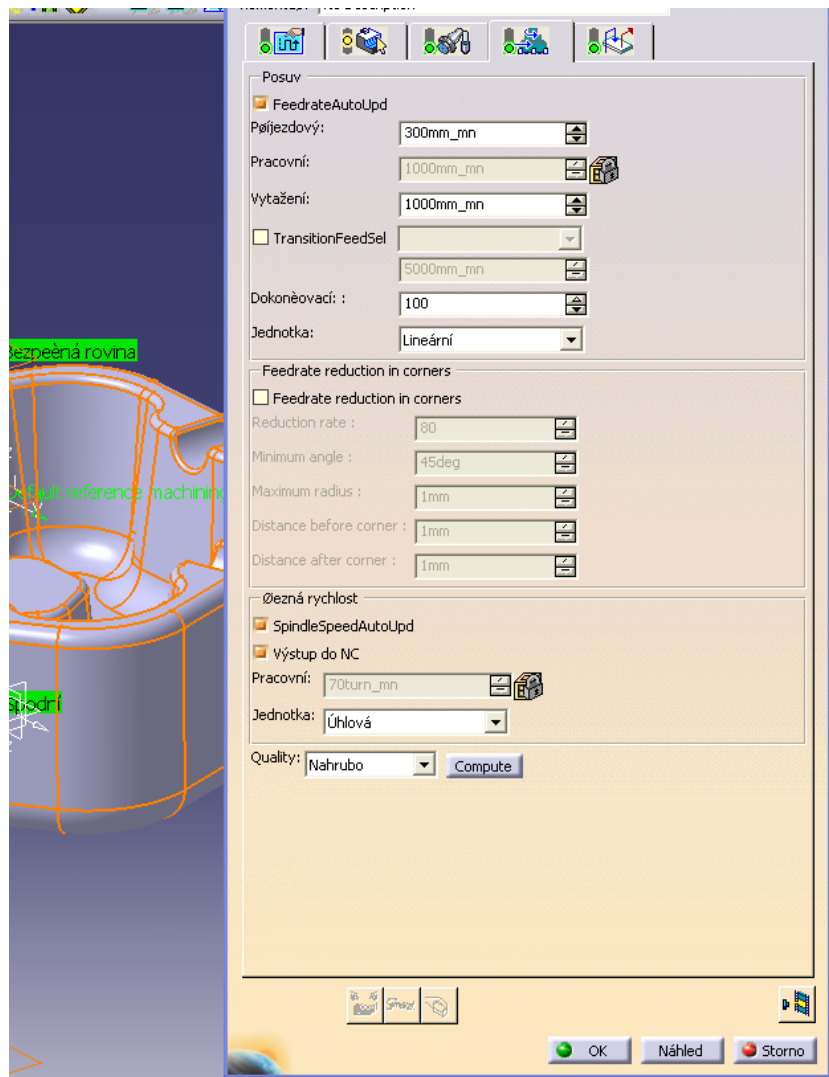 Posuv
FeedrateAutoUpd
Pøíjezdový: 300mm_mn
Pracovní: 1000mm_mn
Vytažení: 1000mm_mn
TransitionFeedSel
5000mm_mn
Dokonèovací: : 100
Jednotka: Lineární
Feedrate reduction in corners
Feedrate reduction in corners
Reduction rate : 80
Minimum angle : 45deg
Maximum radius : 1mm
Distance before corner : 1mm
Distance after corner : 1mm
Øezná rychlost
SpindleSpeedAutoUpd
Výstup do NC
Pracovní: 70turn_mn
Jednotka: Úhlová
Quality: Nahrubo Compute
OK Náhled Storno
Bezpeèná rovina
Default reference machining
Spodní